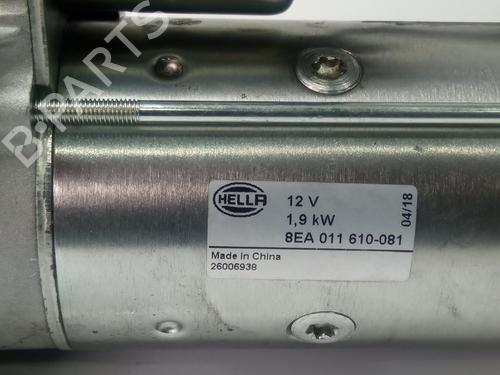 B-PARTS
HELLA
12 V
1,9 kW
8EA 011 610-081
04/18
Made in China
26006938